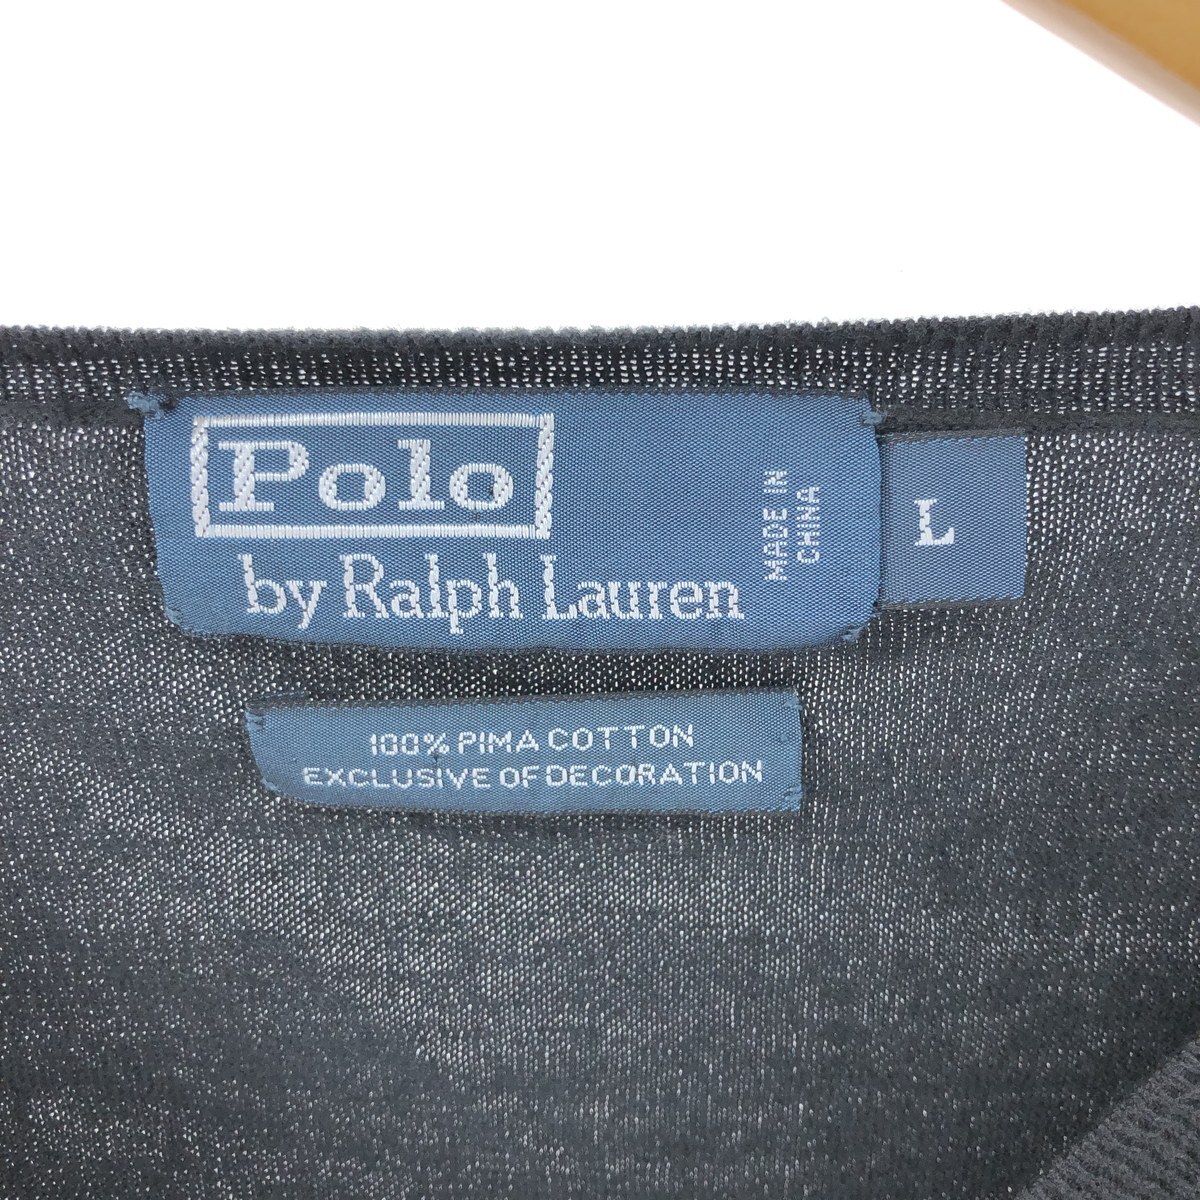 Polo
by Ralph Lauren
MADE IN
CHINA
L
100% PIMA COTTON
EXCLUSIVE OF DECORATION